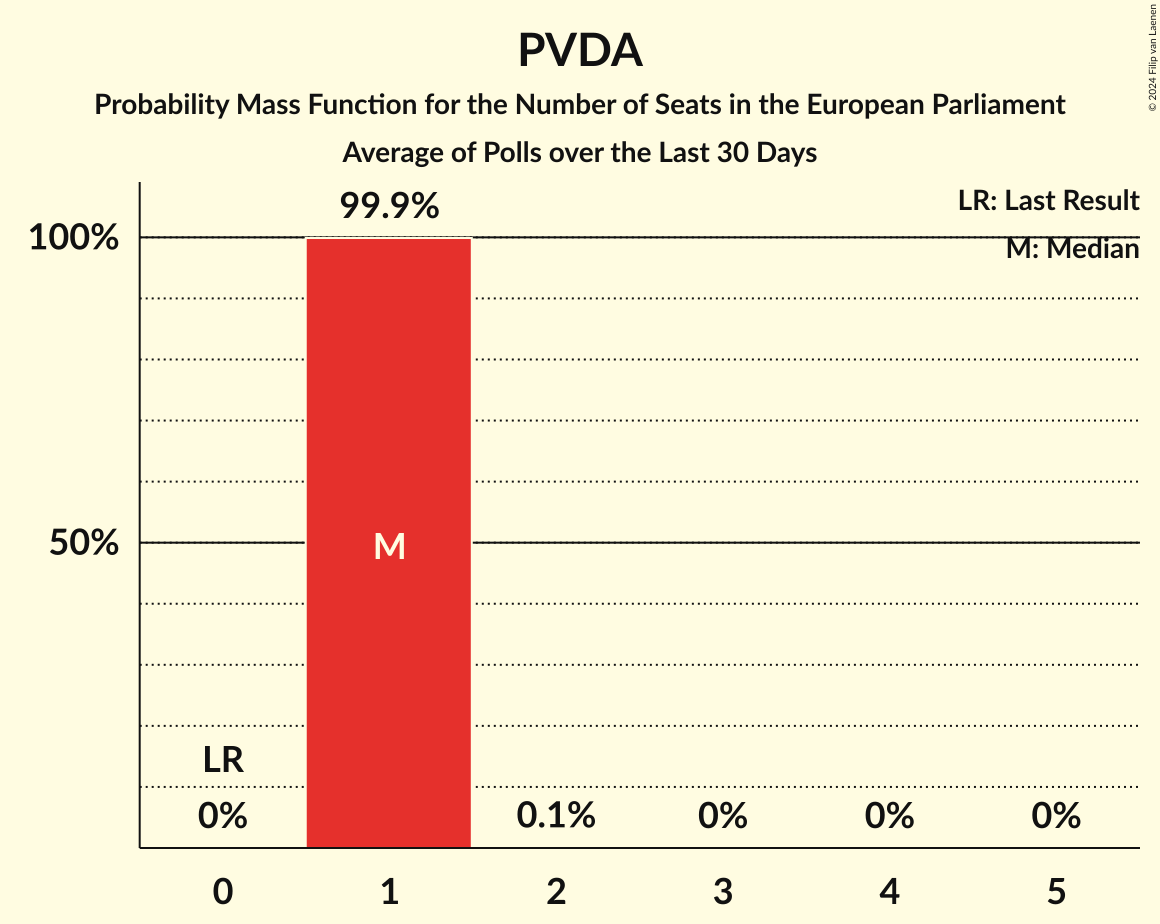 PVDA
Probability Mass Function for the Number of Seats in the European Parliament
Average of Polls over the Last 30 Days
© 2024 Filip van Laenen
LR: Last Result
M: Median
99.9%
100%
50%
M
LR
0%
0.1%
0%
0%
0%
0 1 2 3 4 5